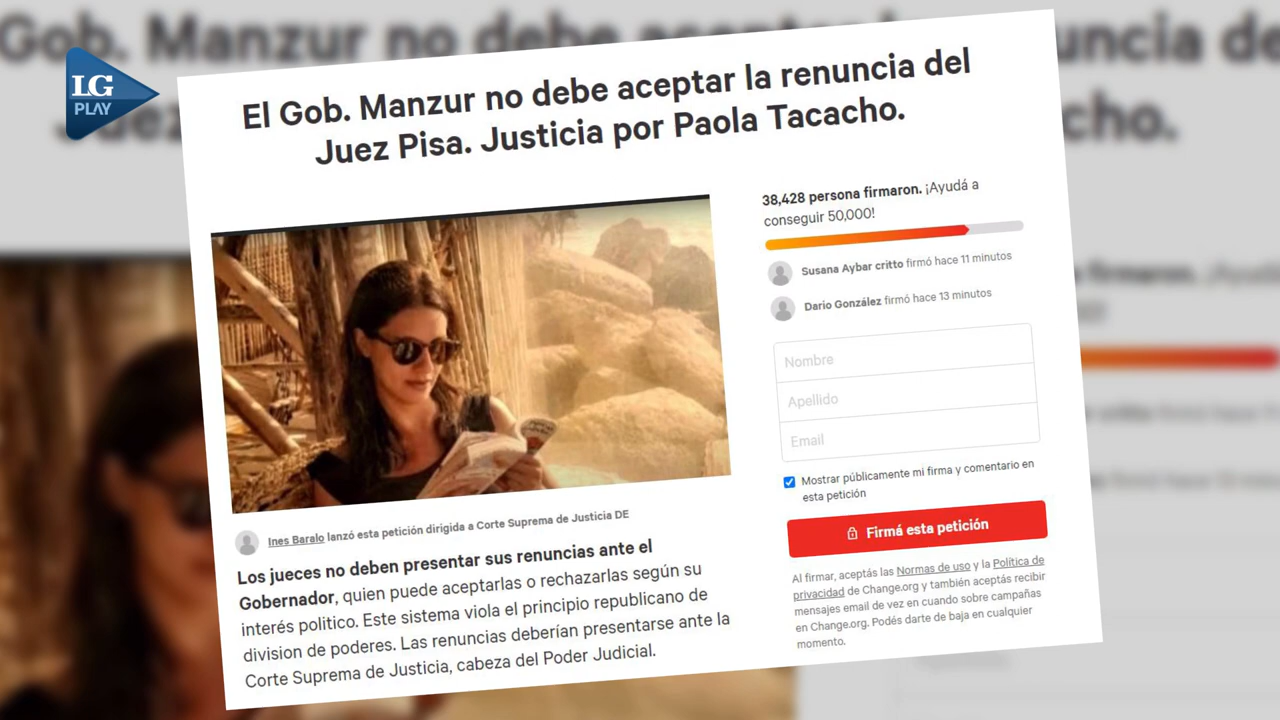 LG
PLAY
El Gob. Manzur no debe aceptar la renuncia del
Juez Pisa. Justicia por Paola Tacacho.
38,428 persona firmaron. ¡Ayudá a
conseguir 50,000!
Susana Aybar critto firmó hace 11 minutos
Dario González firmó hace 13 minutos
Nombre
Apellido
Email
Mostrar públicamente mi firma y comentario en
esta petición
Firmá esta petición
Al firmar, aceptás las Normas de uso y la Política de
privacidad de Change.org y también aceptás recibir
mensajes email de vez en cuando sobre campañas
en Change.org. Podés darte de baja en cualquier
momento.
Ines Baralo lanzó esta petición dirigida a Corte Suprema de Justicia DE
Los jueces no deben presentar sus renuncias ante el
Gobernador, quien puede aceptarlas o rechazarlas según su
interés politico. Este sistema viola el principio republicano de
division de poderes. Las renuncias deberían presentarse ante la
Corte Suprema de Justicia, cabeza del Poder Judicial.